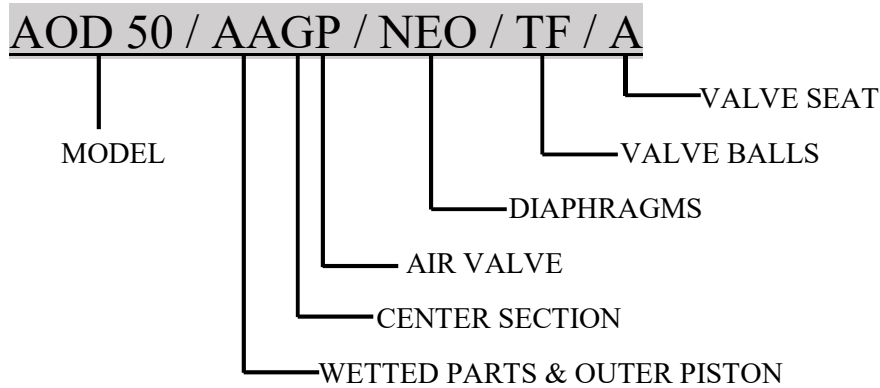 AOD 50 / AAGP / NEO / TF / A
VALVE SEAT
MODEL
VALVE BALLS
DIAPHRAGMS
AIR VALVE
CENTER SECTION
WETTED PARTS & OUTER PISTON